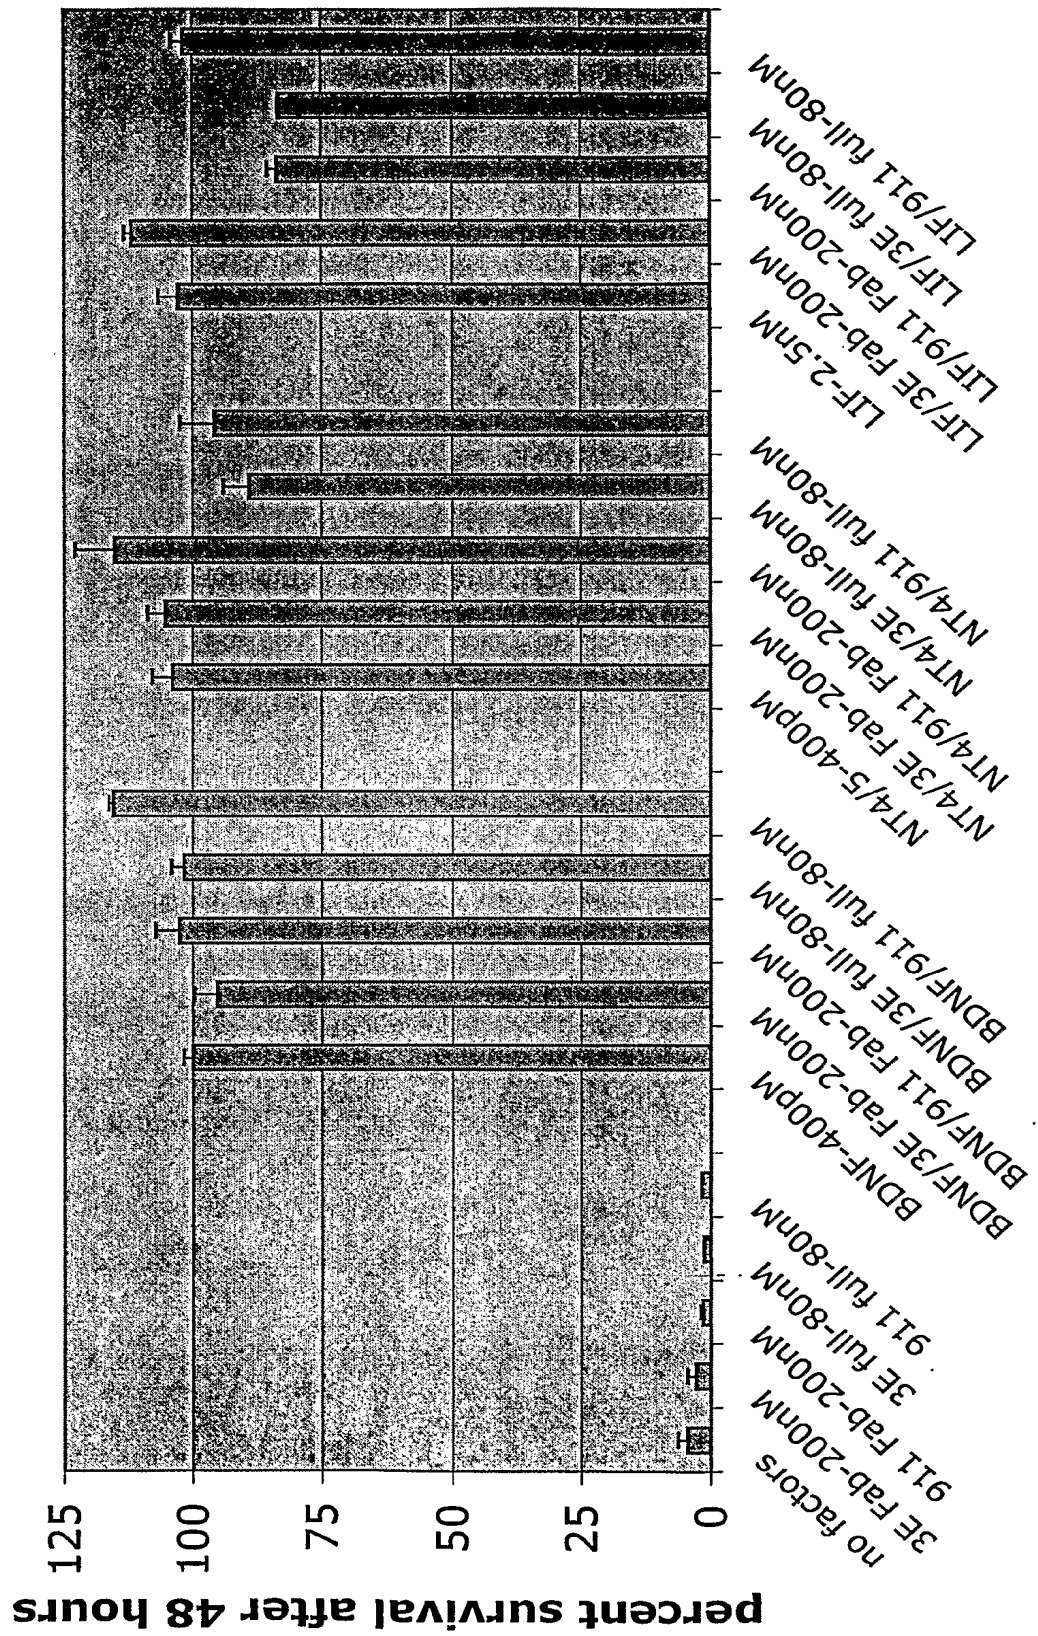 percent survival after 48 hours
125
100
75
50
25
0
no factors
3E Fab-200nM
911 Fab-200nM
3E full-80nM
911 full-80nM
BDNF-400pM
BDNF/3E Fab-200nM
BDNF/911 Fab-200nM
BDNF/3E full-80nM
BDNF/911 full-80nM
NT4/5-400pM
NT4/3E Fab-200nM
NT4/911 Fab-200nM
NT4/3E full-80nM
NT4/911 full-80nM
LIF-2.5nM
LIF/3E Fab-200nM
LIF/911 Fab-200nM
LIF/3E full-80nM
LIF/911 full-80nM